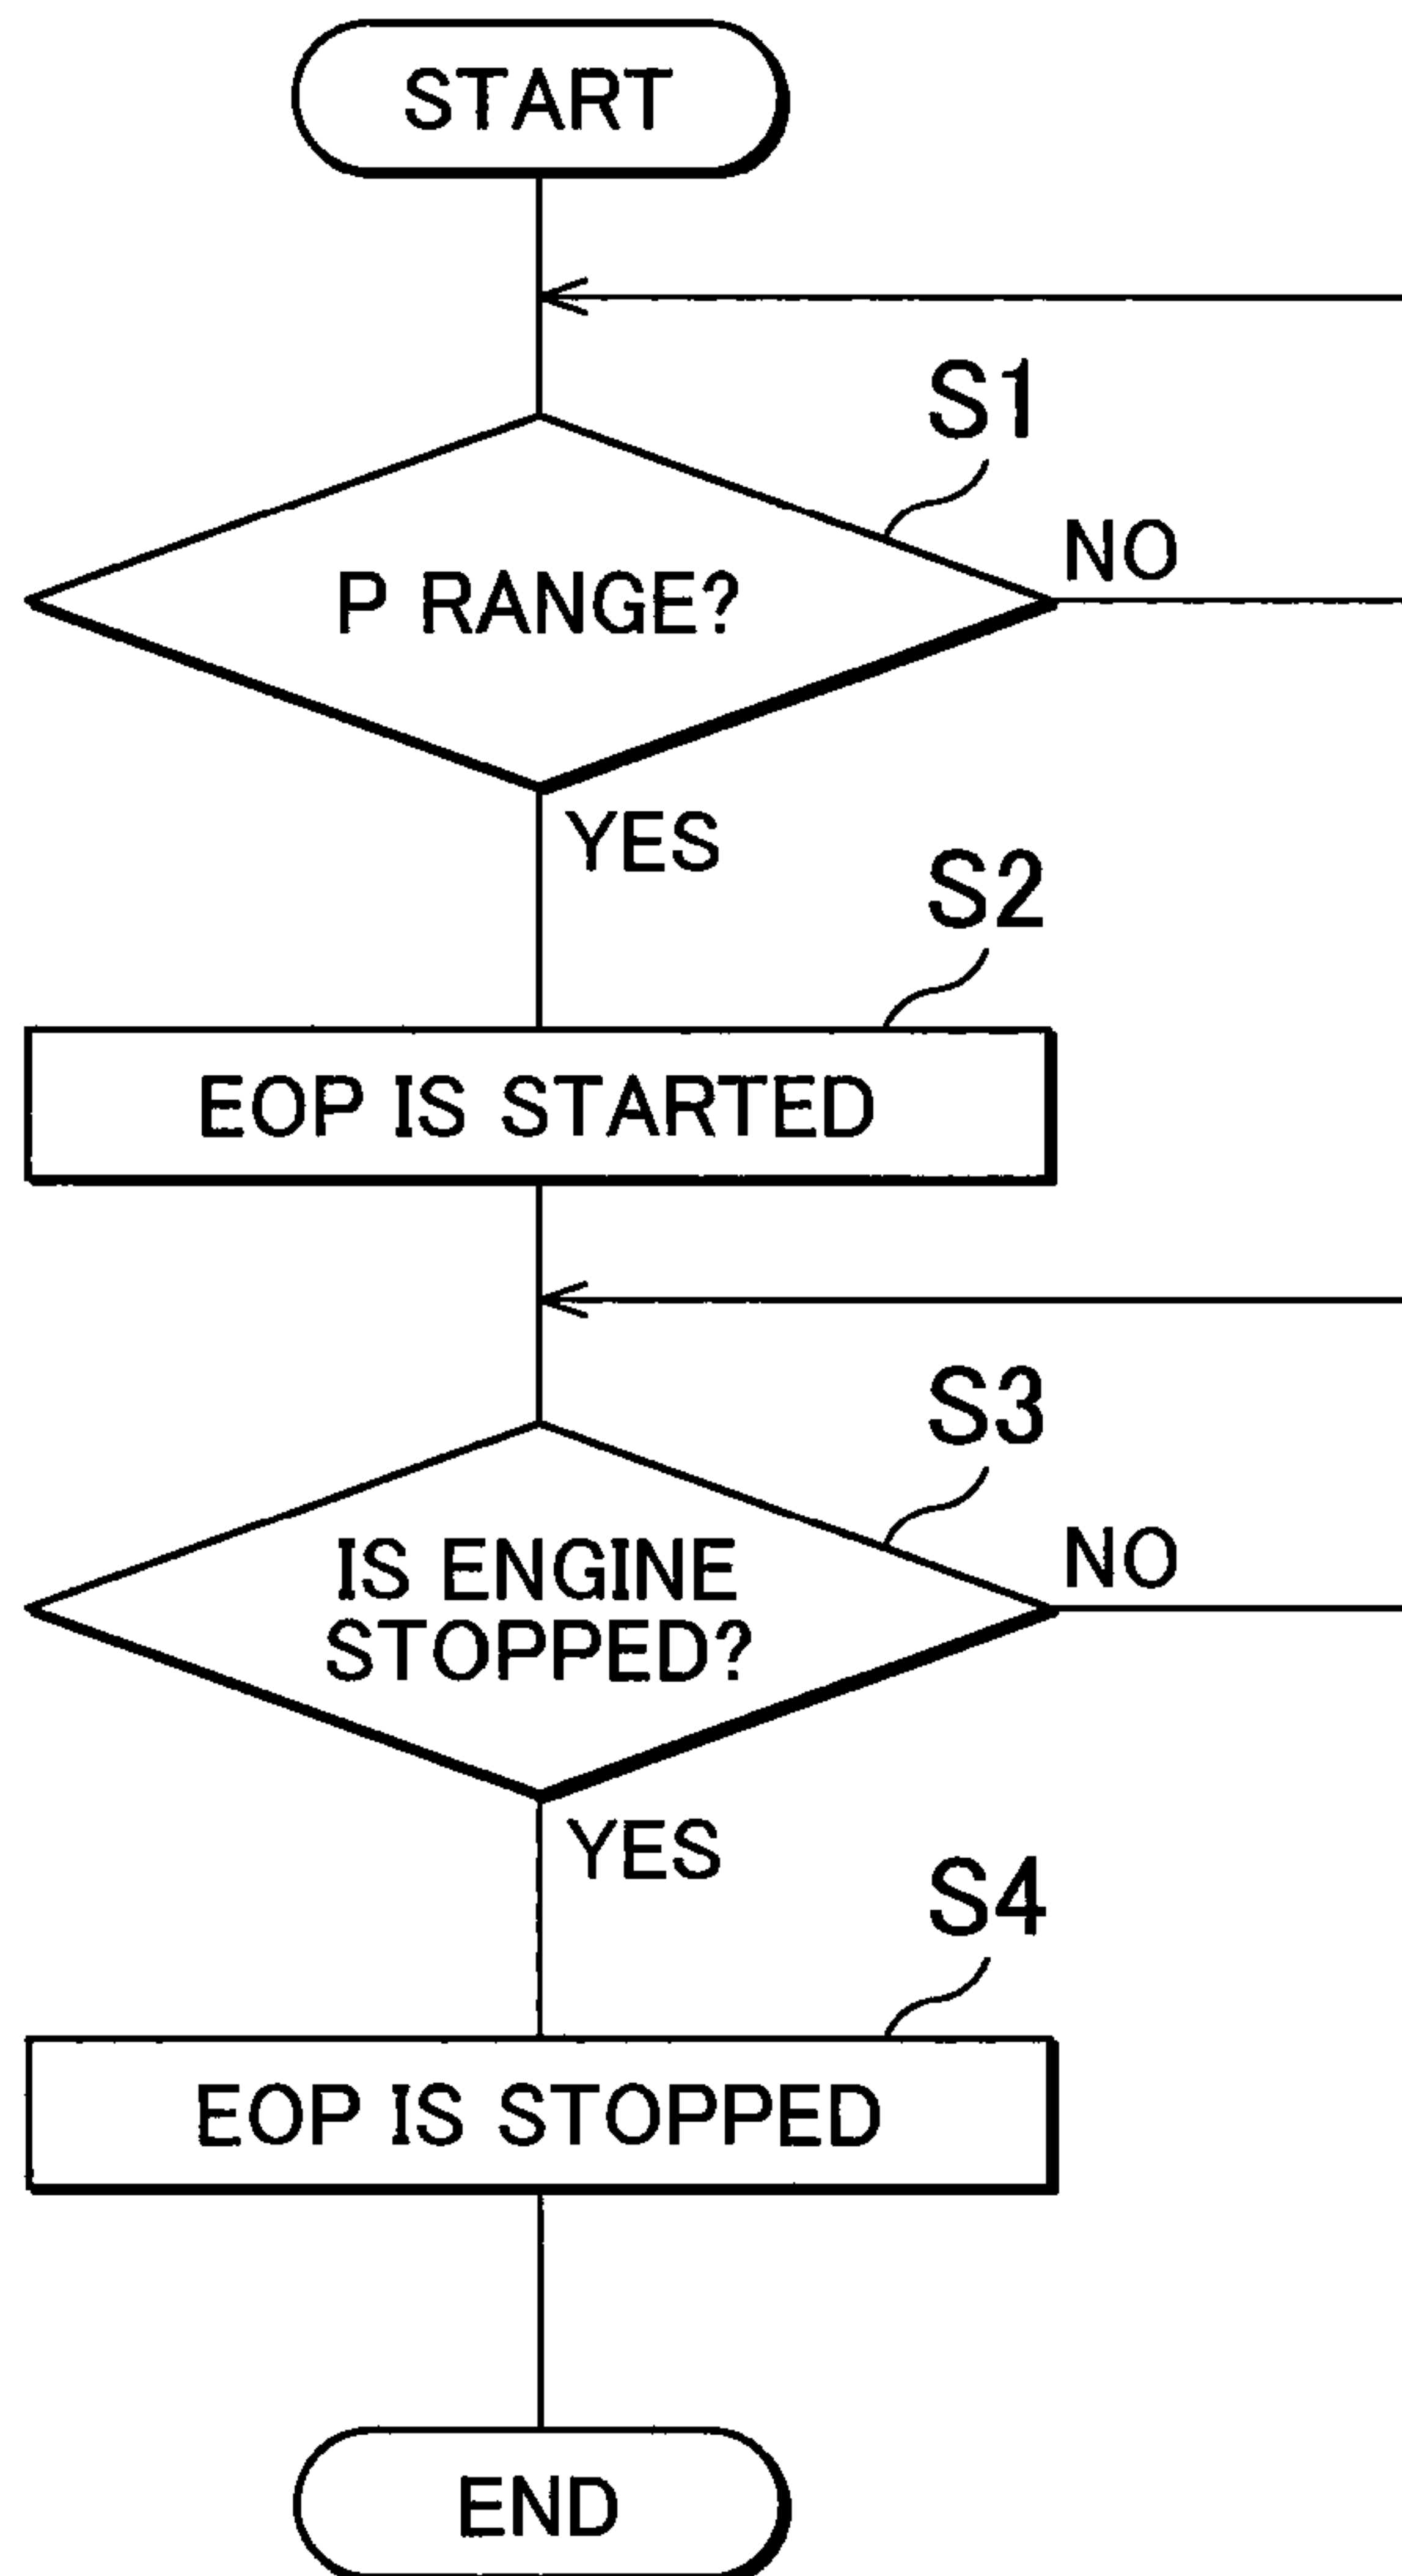 START
S1
P RANGE?
NO
YES
S2
EOP IS STARTED
S3
IS ENGINE
STOPPED?
NO
YES
S4
EOP IS STOPPED
END